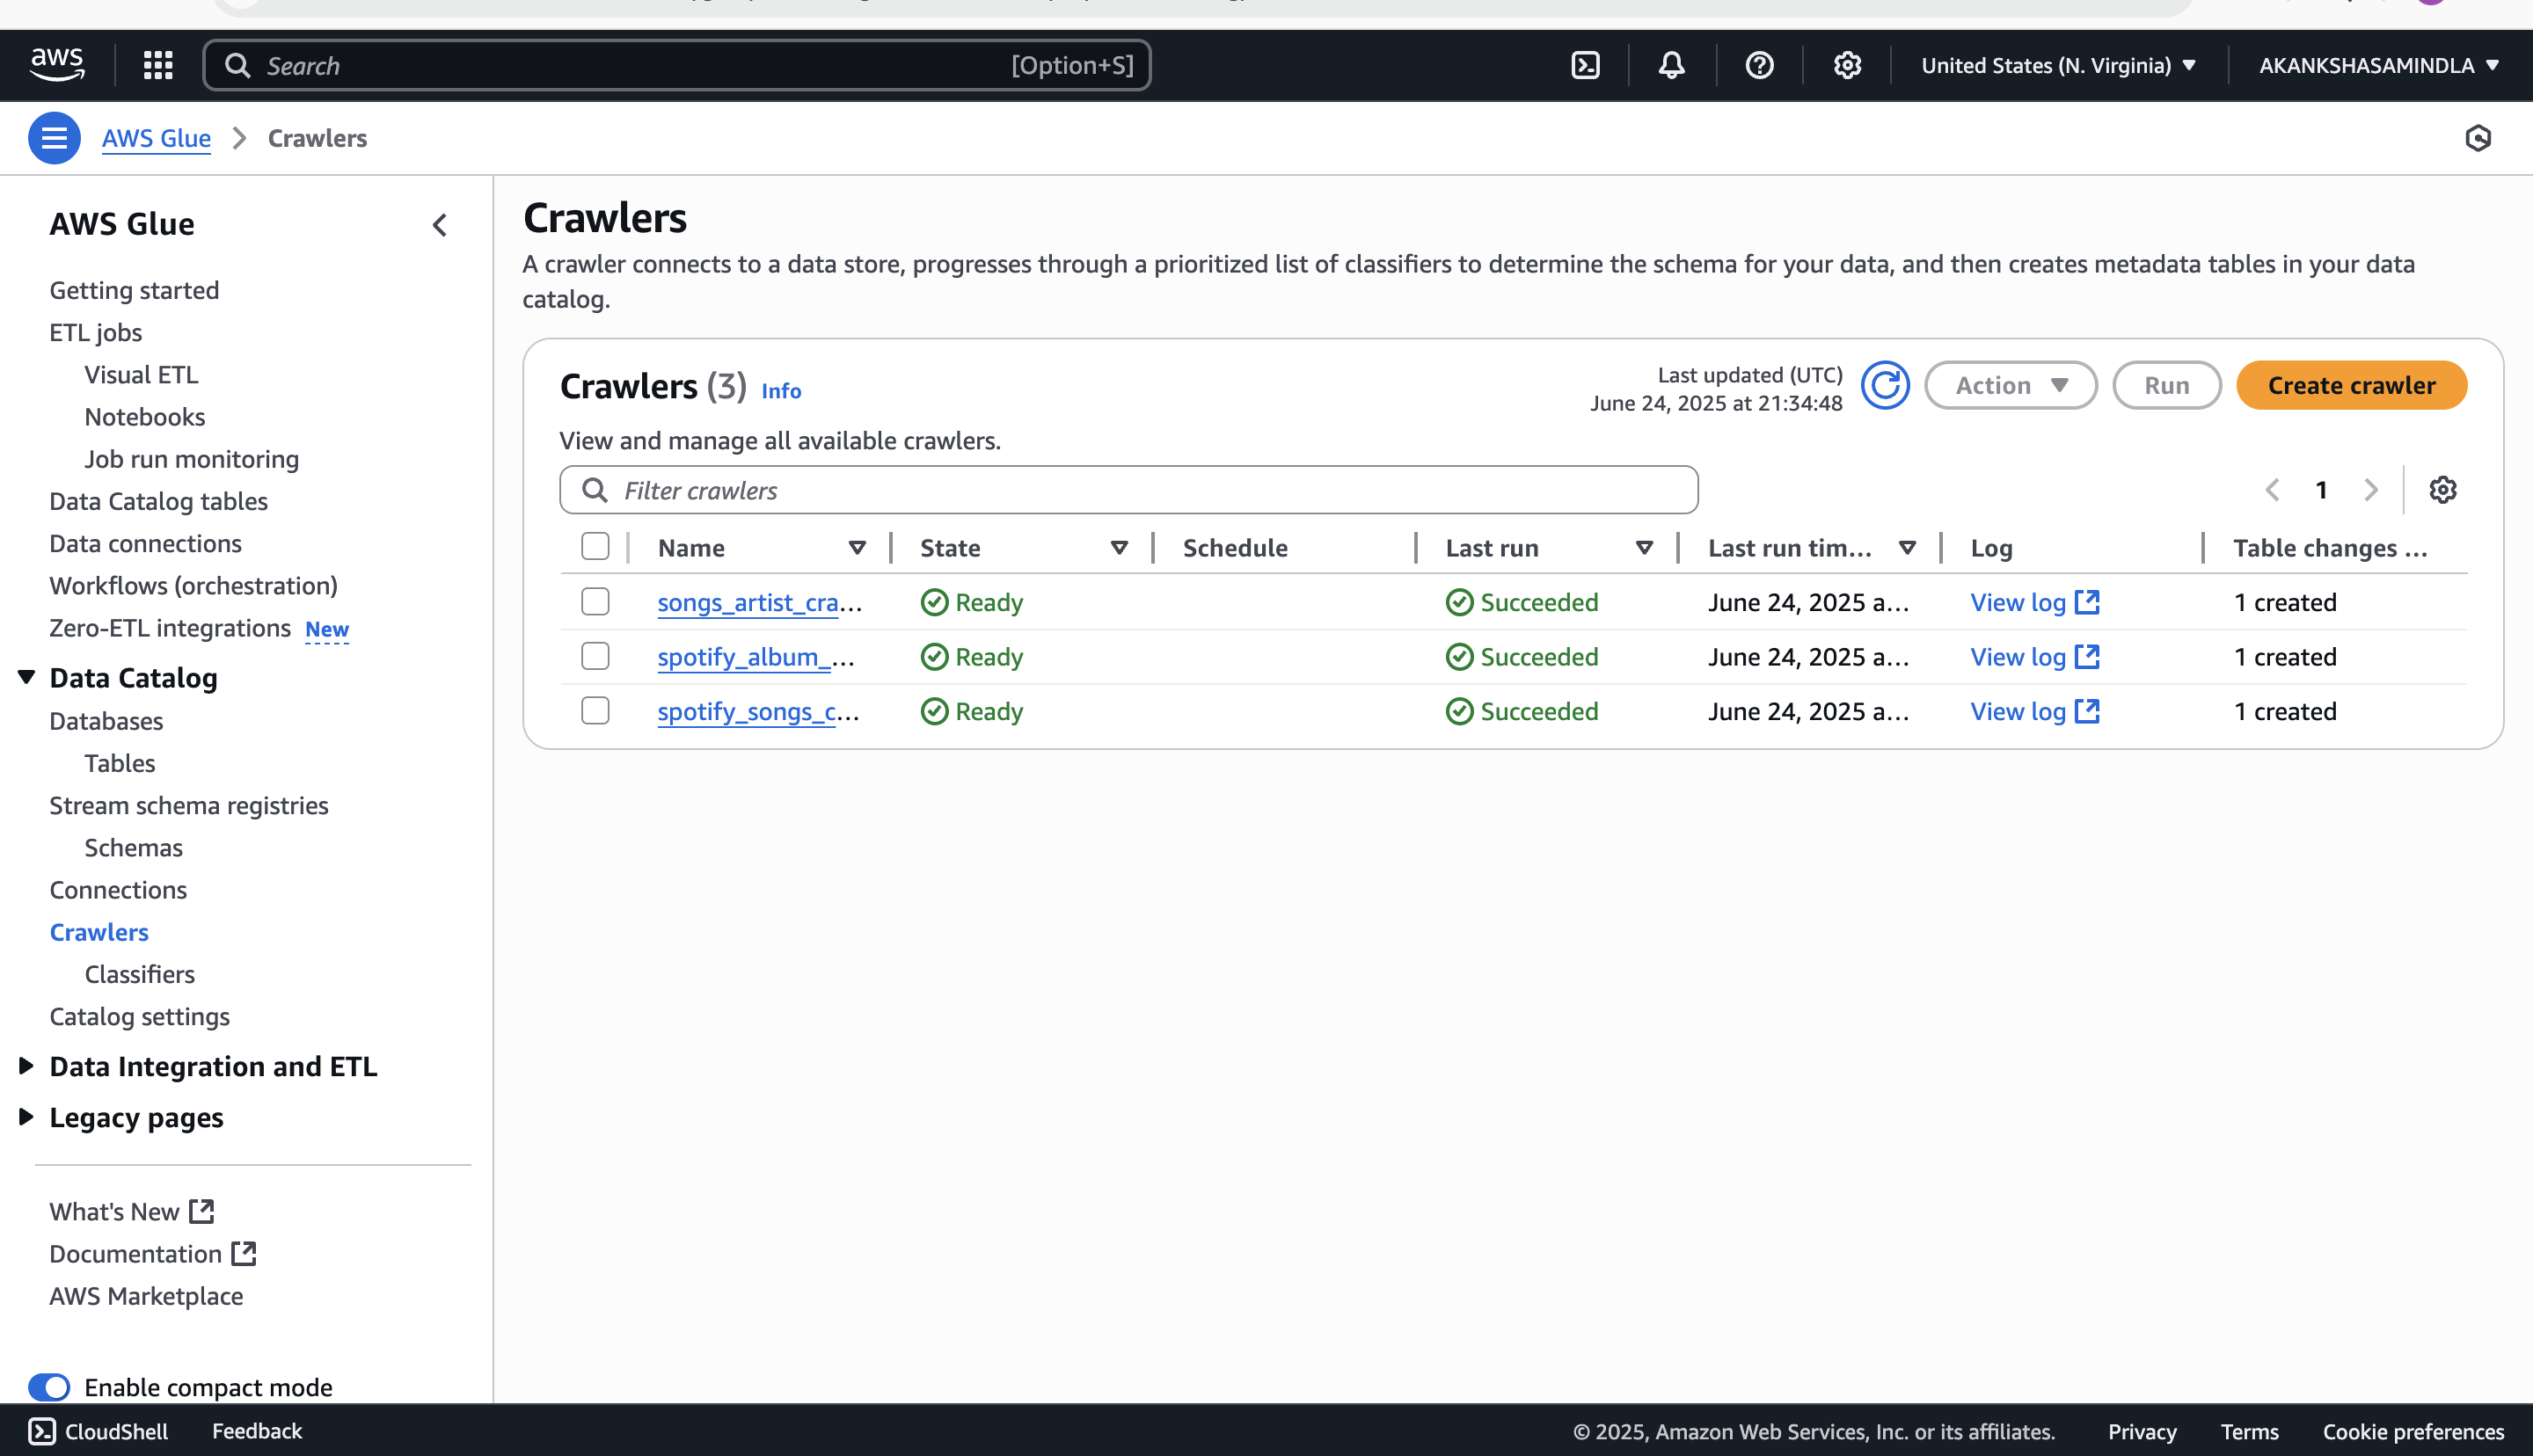 aws
Search
[Option+S]
United States (N. Virginia)
AKANKSHASAMINDLA
AWS Glue
Crawlers
AWS Glue
Getting started
ETL jobs
Visual ETL
Notebooks
Job run monitoring
Data Catalog tables
Data connections
Workflows (orchestration)
Zero-ETL integrations New
Data Catalog
Databases
Tables
Stream schema registries
Schemas
Connections
Crawlers
Classifiers
Catalog settings
Data Integration and ETL
Legacy pages
What's New
Documentation
AWS Marketplace
Enable compact mode
Crawlers
A crawler connects to a data store, progresses through a prioritized list of classifiers to determine the schema for your data, and then creates metadata tables in your data
catalog.
Crawlers (3) Info
Last updated (UTC)
June 24, 2025 at 21:34:48
Action
Run
Create crawler
View and manage all available crawlers.
Filter crawlers
1
Name State Schedule Last run Last run tim... Log Table changes ...
songs_artist_cra... Ready Succeeded June 24, 2025 a... View log 1 created
spotify_album_... Ready Succeeded June 24, 2025 a... View log 1 created
spotify_songs_c... Ready Succeeded June 24, 2025 a... View log 1 created
CloudShell
Feedback
© 2025, Amazon Web Services, Inc. or its affiliates.
Privacy
Terms
Cookie preferences